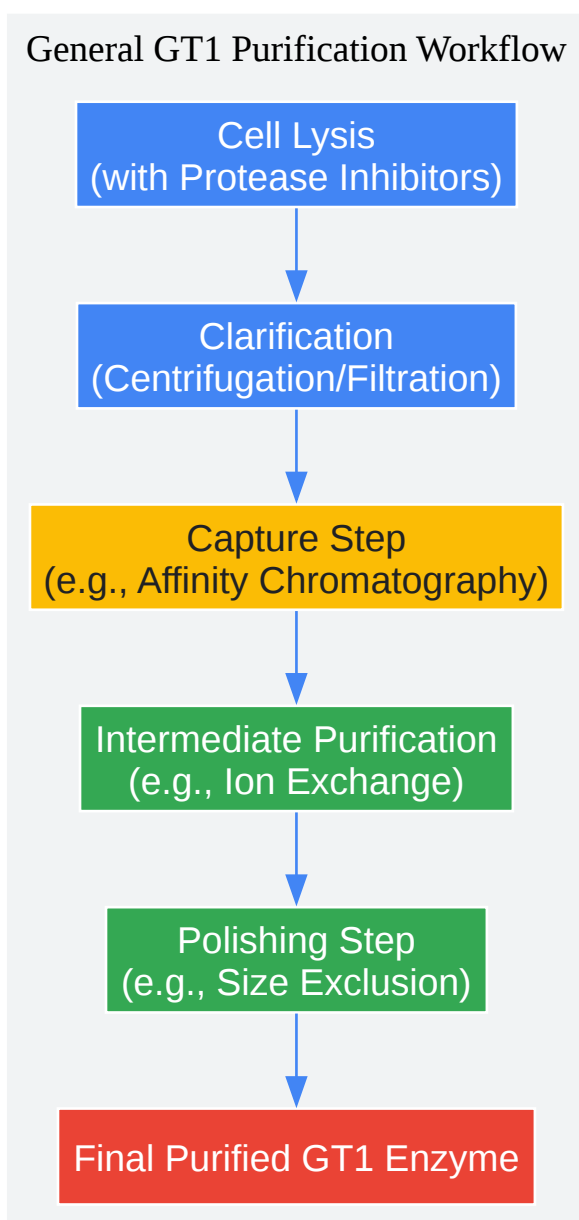 General GT1 Purification Workflow
Cell Lysis
(with Protease Inhibitors)
Clarification
(Centrifugation/Filtration)
Capture Step
(e.g., Affinity Chromatography)
Intermediate Purification
(e.g., Ion Exchange)
Polishing Step
(e.g., Size Exclusion)
Final Purified GT1 Enzyme